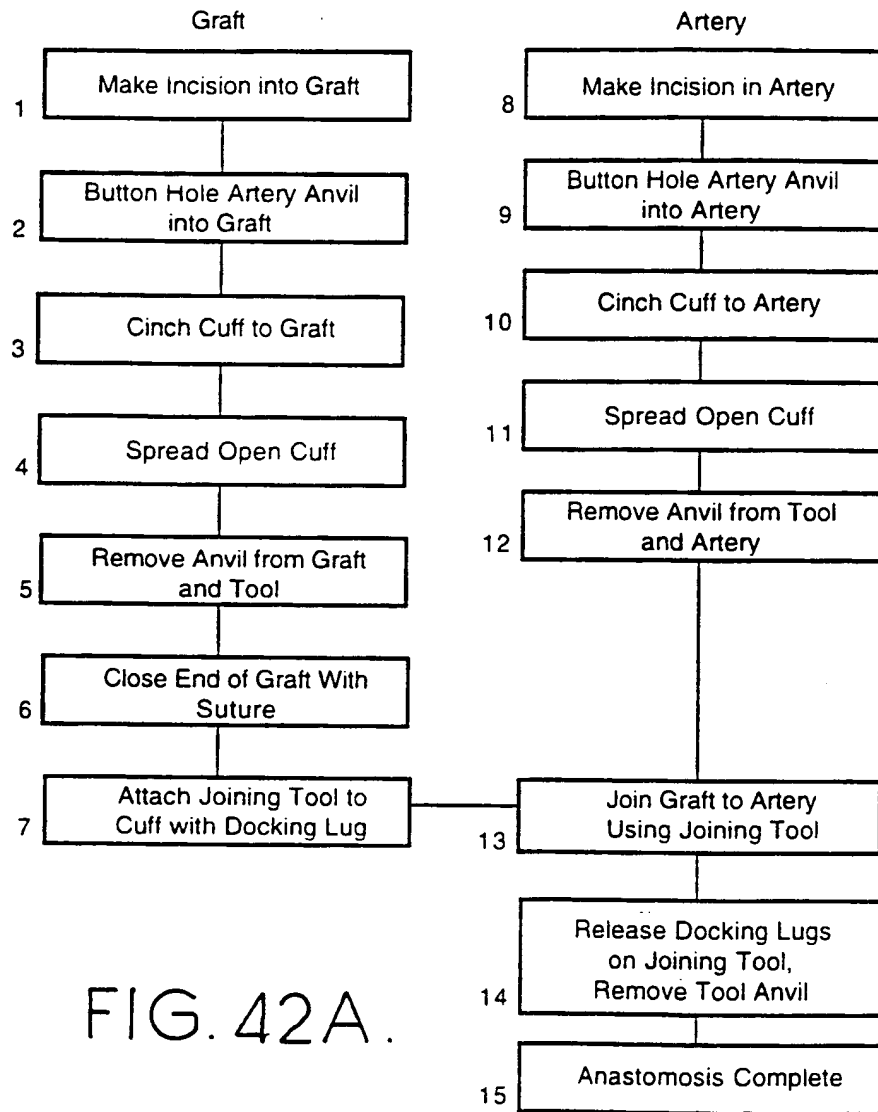 Graft
1
Make Incision into Graft
2
Button Hole Artery Anvil
into Graft
3
Cinch Cuff to Graft
4
Spread Open Cuff
5
Remove Anvil from Graft
and Tool
6
Close End of Graft With
Suture
7
Attach Joining Tool to
Cuff with Docking Lug
Artery
8
Make Incision in Artery
9
Button Hole Artery Anvil
into Artery
10
Cinch Cuff to Artery
11
Spread Open Cuff
12
Remove Anvil from Tool
and Artery
13
Join Graft to Artery
Using Joining Tool
14
Release Docking Lugs
on Joining Tool,
Remove Tool Anvil
15
Anastomosis Complete
FIG. 42A.